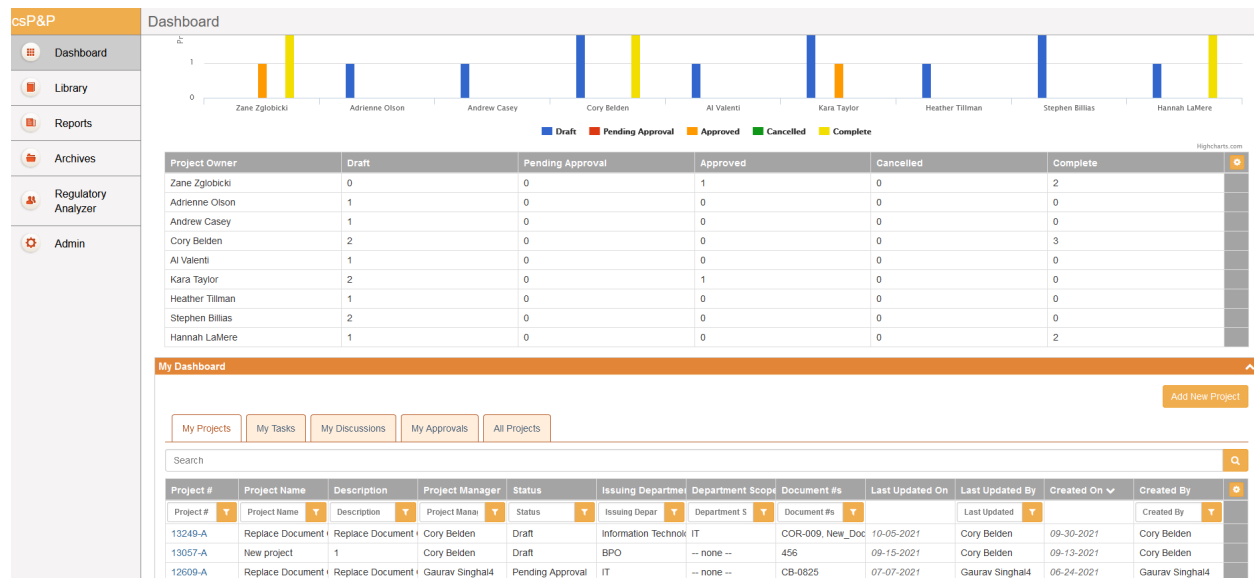 csP&P
Dashboard
Dashboard
Library
Reports
Archives
Regulatory
Analyzer
Admin
Pr
1
0
Zane Zglobicki Adrienne Olson Andrew Casey Cory Belden Al Valenti Kara Taylor Heather Tillman Stephen Billias Hannah LaMere
Draft Pending Approval Approved Cancelled Complete
Highcharts.com
Project Owner Draft Pending Approval Approved Cancelled Complete
Zane Zglobicki 0 0 1 0 2
Adrienne Olson 1 0 0 0 0
Andrew Casey 1 0 0 0 0
Cory Belden 2 0 0 0 3
Al Valenti 1 0 0 0 0
Kara Taylor 2 0 1 0 0
Heather Tillman 1 0 0 0 0
Stephen Billias 2 0 0 0 0
Hannah LaMere 1 0 0 0 2
My Dashboard
Add New Project
My Projects My Tasks My Discussions My Approvals All Projects
Search
Project # Project Name Description Project Manager Status Issuing Departme Department Scope Document #s Last Updated On Last Updated By Created On Created By
Project # Project Name Description Project Mana Status Issuing Depar Department S Document #s Last Updated Created By
13249-A Replace Document Replace Document Cory Belden Draft Information Technolo IT COR-009, New_Doc 10-05-2021 Cory Belden 09-30-2021 Cory Belden
13057-A New project 1 Cory Belden Draft BPO -- none -- 456 09-15-2021 Cory Belden 09-13-2021 Cory Belden
12609-A Replace Document Replace Document Gaurav Singhal4 Pending Approval IT -- none -- CB-0825 07-07-2021 Gaurav Singhal4 06-24-2021 Gaurav Singhal4